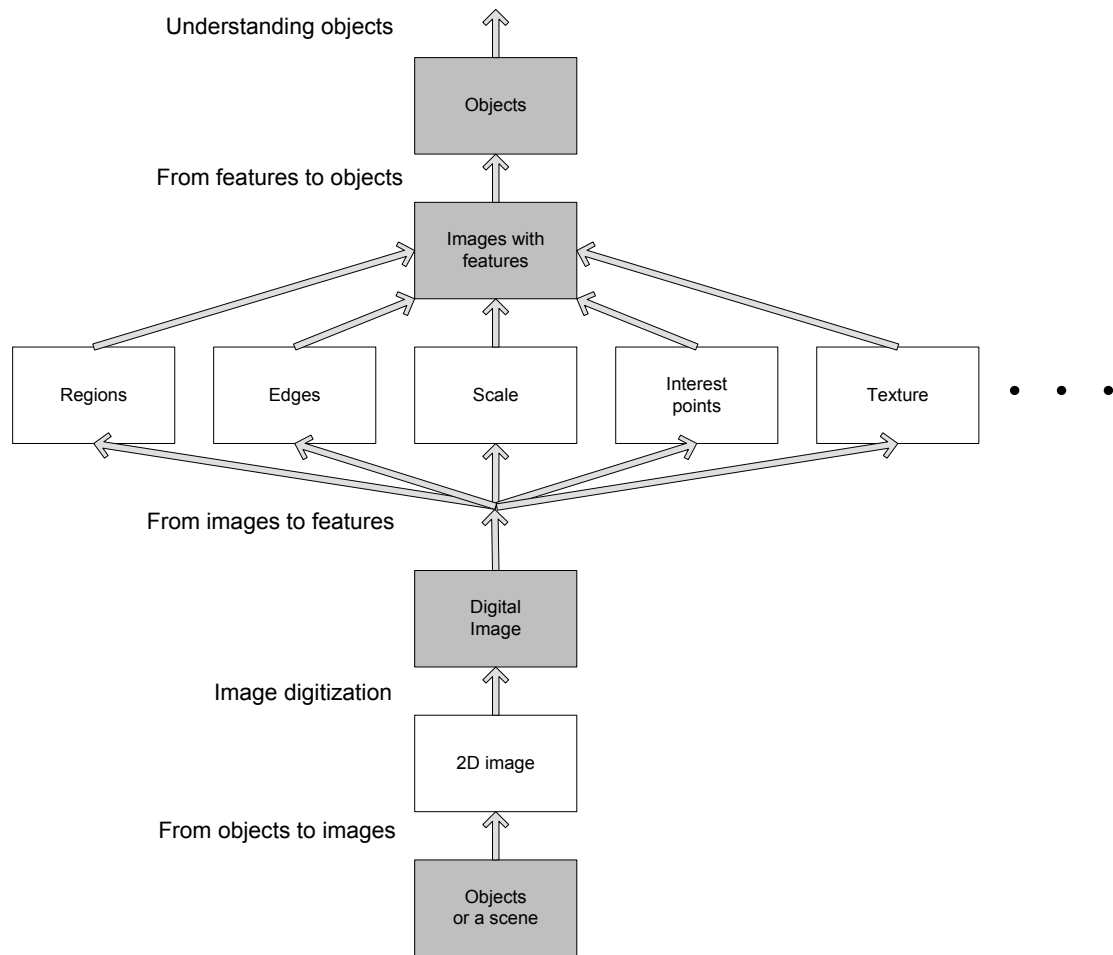 Understanding objects
Objects
From features to objects
Images with
features
Regions
Edges
Scale
Interest
points
Texture
• • •
From images to features
Digital
Image
Image digitization
2D image
From objects to images
Objects
or a scene